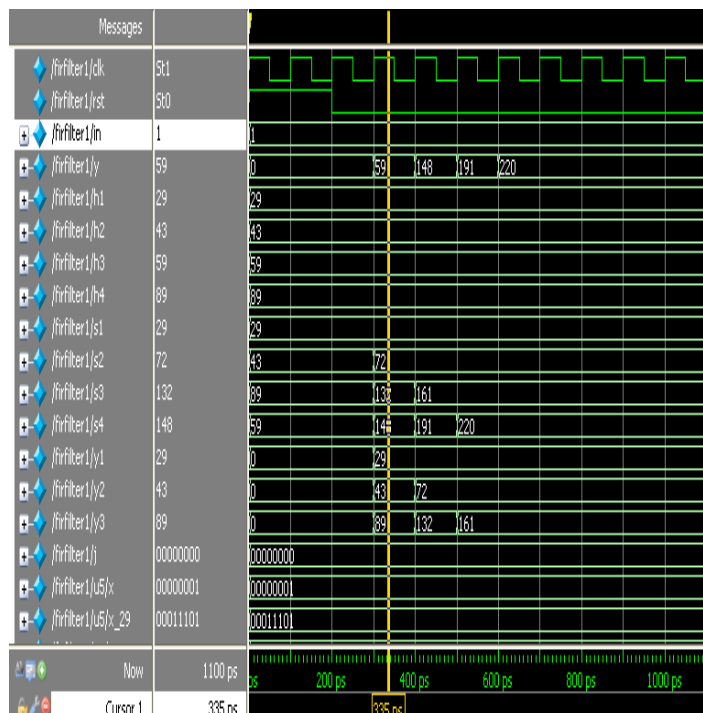 Messages
/firfilter1/clk St1
/firfilter1/rst St0
/firfilter1/in 1 1
/firfilter1/y 59 0 59 148 191 220
/firfilter1/h1 29 29
/firfilter1/h2 43 43
/firfilter1/h3 59 59
/firfilter1/h4 89 89
/firfilter1/s1 29 29
/firfilter1/s2 72 43 72
/firfilter1/s3 132 89 132 161
/firfilter1/s4 148 59 191 220
/firfilter1/y1 29 0 29
/firfilter1/y2 43 0 43 72
/firfilter1/y3 89 0 89 132 161
/firfilter1/j 00000000 00000000
/firfilter1/u5/x 00000001 00000001
/firfilter1/u5/x_29 00011101 00011101
Now 1100 ps ps 200 ps 400 ps 600 ps 800 ps 1000 ps
Cursor 1 335 ps 335 ps